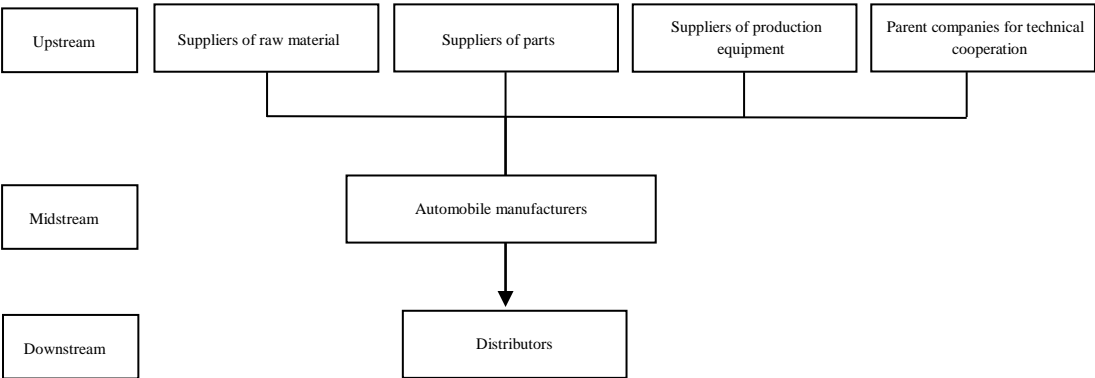 Upstream
Suppliers of raw material
Suppliers of parts
Suppliers of production
equipment
Parent companies for technical
cooperation
Midstream
Automobile manufacturers
Downstream
Distributors